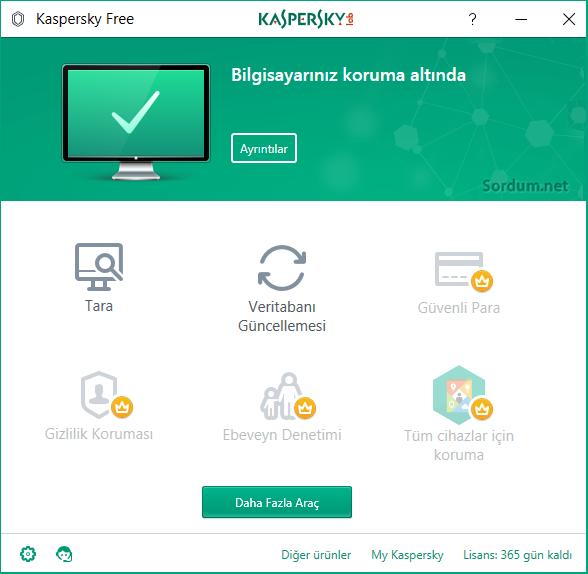 Kaspersky Free
KASPERSKY lab
?
Bilgisayarınız koruma altında
Ayrıntılar
Sordum.net
Tara
Veritabanı
Güncellemesi
Güvenli Para
Gizlilik Koruması
Ebeveyn Denetimi
Tüm cihazlar için
koruma
Daha Fazla Araç
Diğer ürünler
My Kaspersky
Lisans: 365 gün kaldı